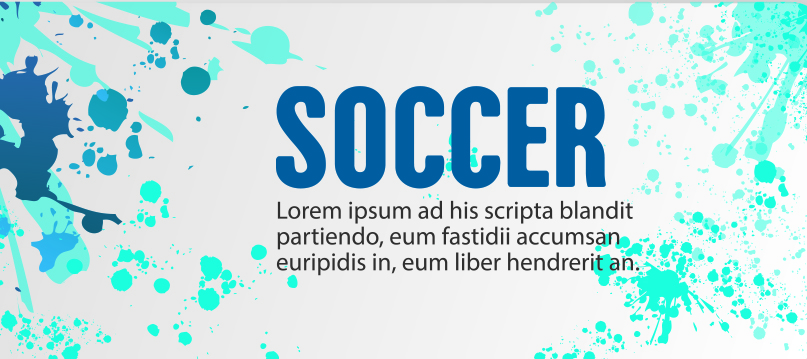 SOCCER
Lorem ipsum ad his scripta blandit
partiendo, eum fastidii accumsan
euripidis in, eum liber hendrerit an.